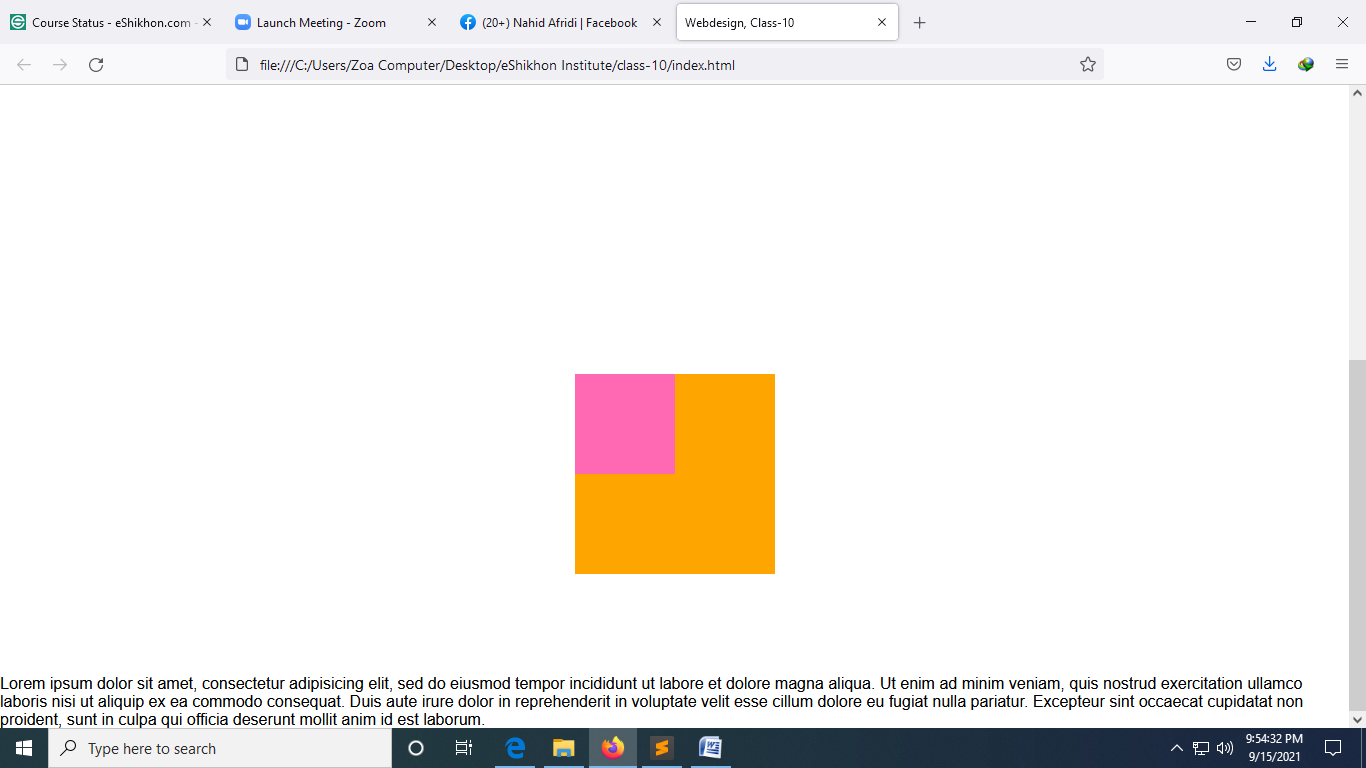 Course Status - eShikhon.com -
Launch Meeting - Zoom
(20+) Nahid Afridi | Facebook
Webdesign, Class-10
file:///C:/Users/Zoa Computer/Desktop/eShikhon Institute/class-10/index.html
Lorem ipsum dolor sit amet, consectetur adipisicing elit, sed do eiusmod tempor incididunt ut labore et dolore magna aliqua. Ut enim ad minim veniam, quis nostrud exercitation ullamco
laboris nisi ut aliquip ex ea commodo consequat. Duis aute irure dolor in reprehenderit in voluptate velit esse cillum dolore eu fugiat nulla pariatur. Excepteur sint occaecat cupidatat non
proident, sunt in culpa qui officia deserunt mollit anim id est laborum.
Type here to search
9:54:32 PM
9/15/2021